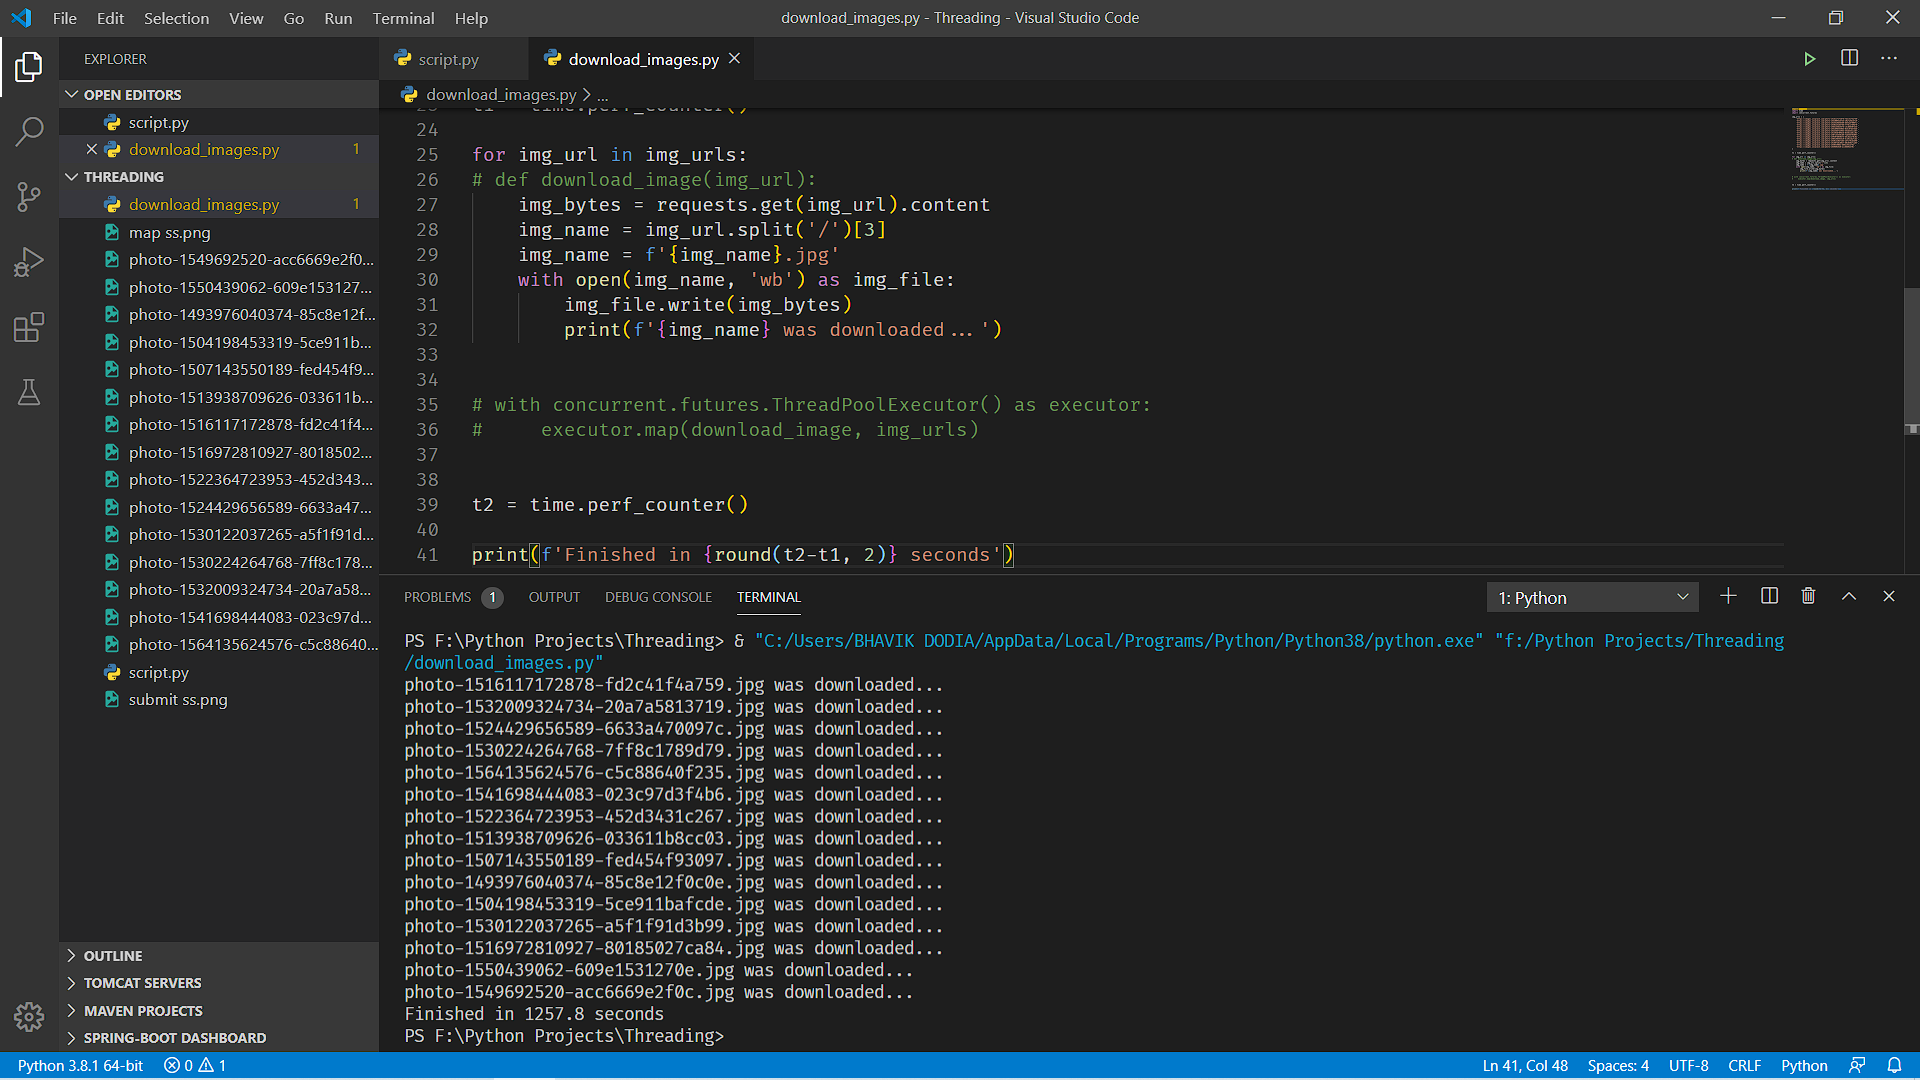 File Edit Selection View Go Run Terminal Help
download_images.py - Threading - Visual Studio Code
EXPLORER
OPEN EDITORS
script.py
download_images.py 1
THREADING
download_images.py 1
map ss.png
photo-1549692520-acc6669e2f0...
photo-1550439062-609e153127...
photo-1493976040374-85c8e12f...
photo-1504198453319-5ce911b...
photo-1507143550189-fed454f9...
photo-1513938709626-033611b...
photo-1516117172878-fd2c41f4...
photo-1516972810927-8018502...
photo-1522364723953-452d343...
photo-1524429656589-6633a47...
photo-1530122037265-a5f1f91d...
photo-1530224264768-7ff8c178...
photo-1532009324734-20a7a58...
photo-1541698444083-023c97d...
photo-1564135624576-c5c88640...
script.py
submit ss.png
OUTLINE
TOMCAT SERVERS
MAVEN PROJECTS
SPRING-BOOT DASHBOARD
script.py download_images.py
download_images.py > ...
24
25 for img_url in img_urls:
26 # def download_image(img_url):
27     img_bytes = requests.get(img_url).content
28     img_name = img_url.split('/')[3]
29     img_name = f'{img_name}.jpg'
30     with open(img_name, 'wb') as img_file:
31         img_file.write(img_bytes)
32         print(f'{img_name} was downloaded...')
33
34
35 # with concurrent.futures.ThreadPoolExecutor() as executor:
36 #     executor.map(download_image, img_urls)
37
38
39 t2 = time.perf_counter()
40
41 print(f'Finished in {round(t2-t1, 2)} seconds')
PROBLEMS 1 OUTPUT DEBUG CONSOLE TERMINAL 1: Python
PS F:\Python Projects\Threading> & "C:/Users/BHAVIK DODIA/AppData/Local/Programs/Python/Python38/python.exe" "f:/Python Projects/Threading
/download_images.py"
photo-1516117172878-fd2c41f4a759.jpg was downloaded...
photo-1532009324734-20a7a5813719.jpg was downloaded...
photo-1524429656589-6633a470097c.jpg was downloaded...
photo-1530224264768-7ff8c1789d79.jpg was downloaded...
photo-1564135624576-c5c88640f235.jpg was downloaded...
photo-1541698444083-023c97d3f4b6.jpg was downloaded...
photo-1522364723953-452d3431c267.jpg was downloaded...
photo-1513938709626-033611b8cc03.jpg was downloaded...
photo-1507143550189-fed454f93097.jpg was downloaded...
photo-1493976040374-85c8e12f0c0e.jpg was downloaded...
photo-1504198453319-5ce911bafcde.jpg was downloaded...
photo-1530122037265-a5f1f91d3b99.jpg was downloaded...
photo-1516972810927-80185027ca84.jpg was downloaded...
photo-1550439062-609e1531270e.jpg was downloaded...
photo-1549692520-acc6669e2f0c.jpg was downloaded...
Finished in 1257.8 seconds
PS F:\Python Projects\Threading>
Python 3.8.1 64-bit 0 1 Ln 41, Col 48 Spaces: 4 UTF-8 CRLF Python